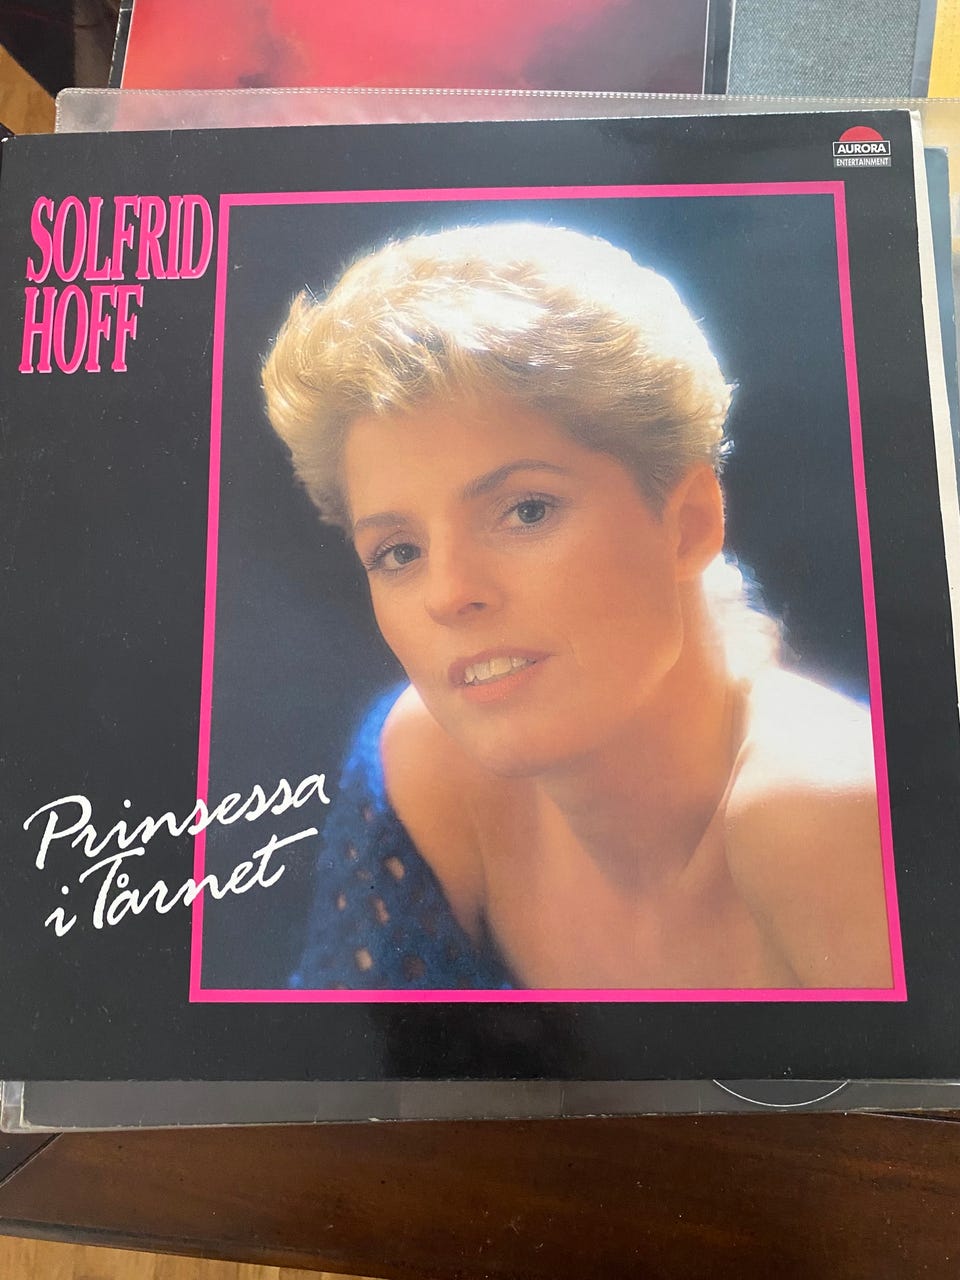 AURORA
ENTERTAINMENT
SOLFRID
HOFF
Prinsessa
i Tårnet